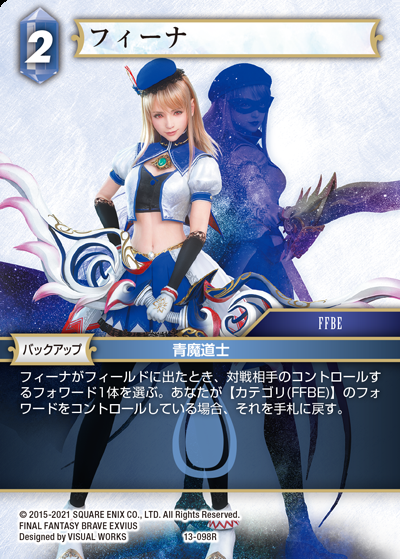 2
フィーナ
FFBE
バックアップ
青魔道士
フィーナがフィールドに出たとき、対戦相手のコントロールす
るフォワード1体を選ぶ。あなたが【カテゴリ(FFBE)】のフォ
ワードをコントロールしている場合、それを手札に戻す。
© 2015-2021 SQUARE ENIX CO., LTD. All Rights Reserved.
FINAL FANTASY BRAVE EXVIUS
Designed by VISUAL WORKS
13-098R